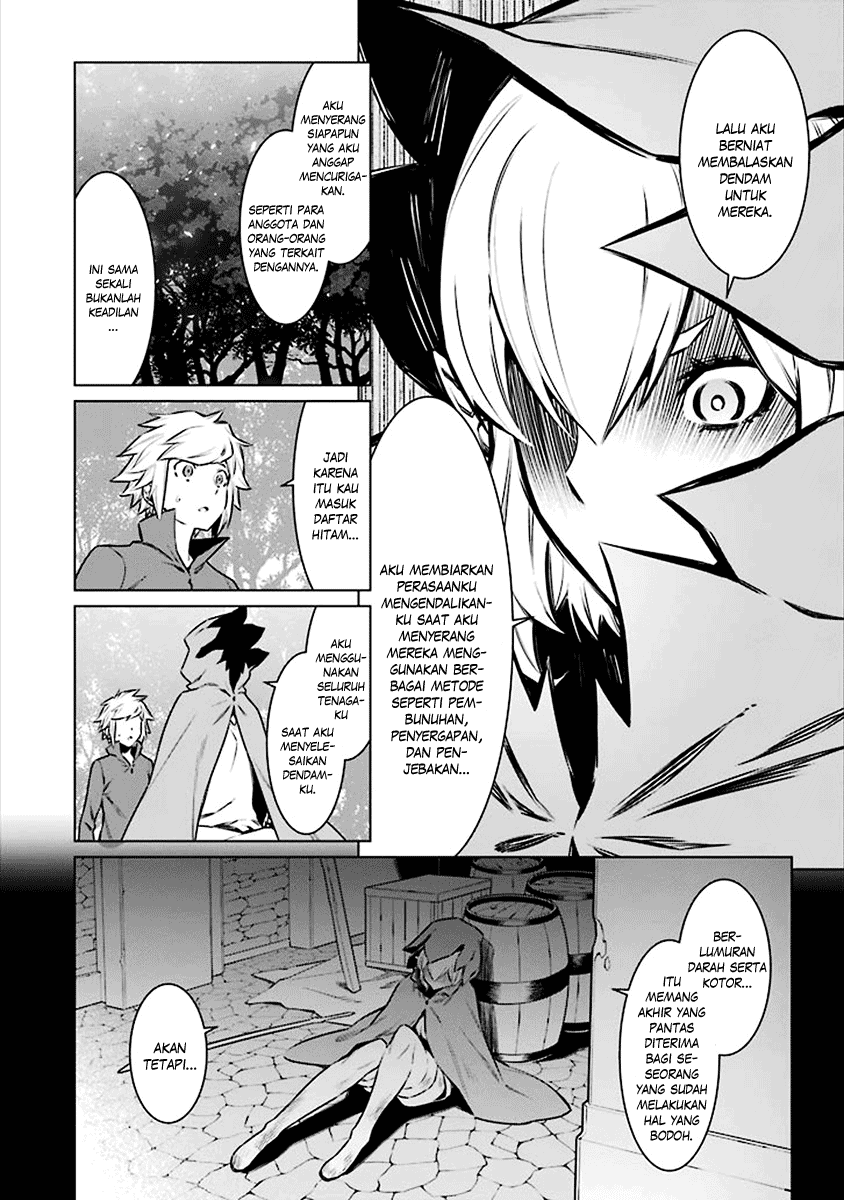 LALU AKU
BERNIAT
MEMBALASKAN
DENDAM
UNTUK
MEREKA.
AKU MEMBIARKAN
PERASAANKU
MENGENDALIKAN-
KU SAAT AKU
MENYERANG
MEREKA MENG-
GUNAKAN BER-
BAGAI METODE
SEPERTI PEM-
BUNUHAN,
PENYERGAPAN,
DAN PEN-
JEBAKAN...
AKU
MENYERANG
SIAPAPUN
YANG AKU
ANGGAP
MENCURIGA-
KAN.
SEPERTI PARA
ANGGOTA DAN
ORANG-ORANG
YANG TERKAIT
DENGANNYA.
INI SAMA
SEKALI
BUKANLAH
KEADILAN
...
JADI
KARENA
ITU KAU
MASUK
DAFTAR
HITAM...
AKU
MENGGU-
NAKAN
SELURUH
TENAGA-
KU
SAAT AKU
MENYELE-
SAIKAN
DENDAM-
KU.
BER-
LUMURAN
DARAH SERTA
KOTOR...
ITU
MEMANG
AKHIR YANG
PANTAS
DITERIMA
BAGI SE-
SEORANG
YANG SUDAH
MELAKUKAN
HAL YANG
BODOH.
AKAN
TETAPI...